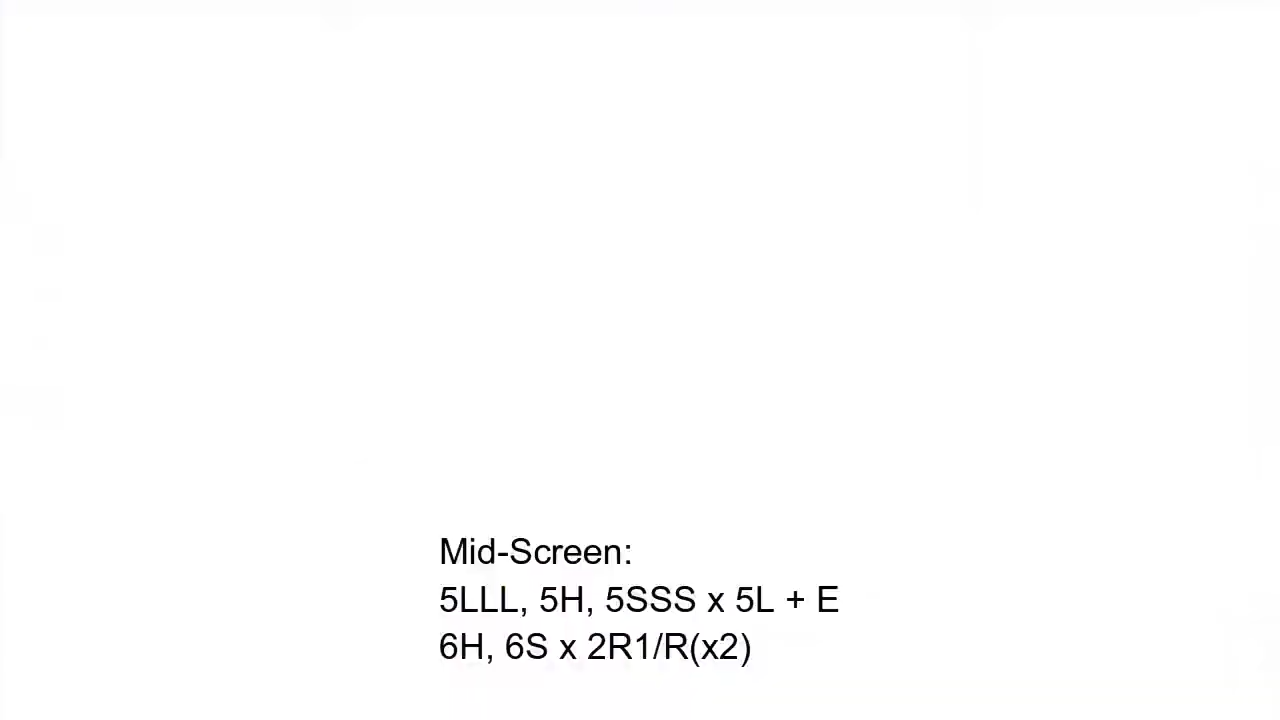 Mid-Screen:
5LLL, 5H, 5SSS x 5L + E
6H, 6S x 2R1/R(x2)